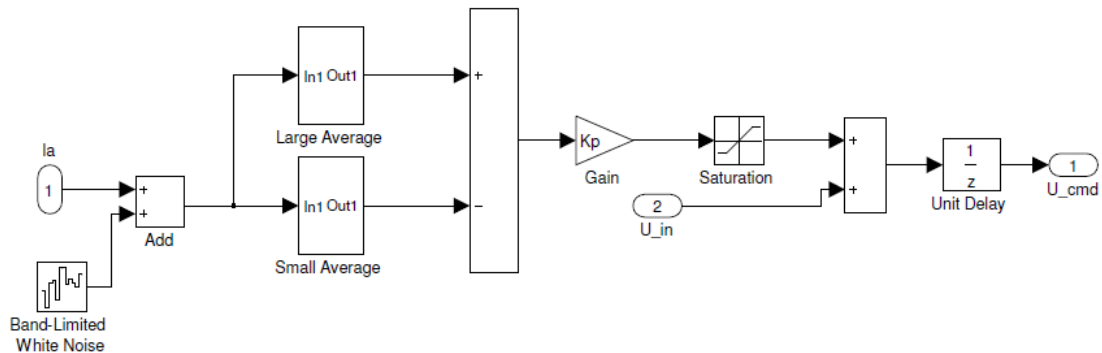 Ia
1
+
+
Add
Band-Limited
White Noise
In1 Out1
Large Average
In1 Out1
Small Average
+
−
Kp
Gain
Saturation
2
U_in
+
+
1
z
Unit Delay
1
U_cmd